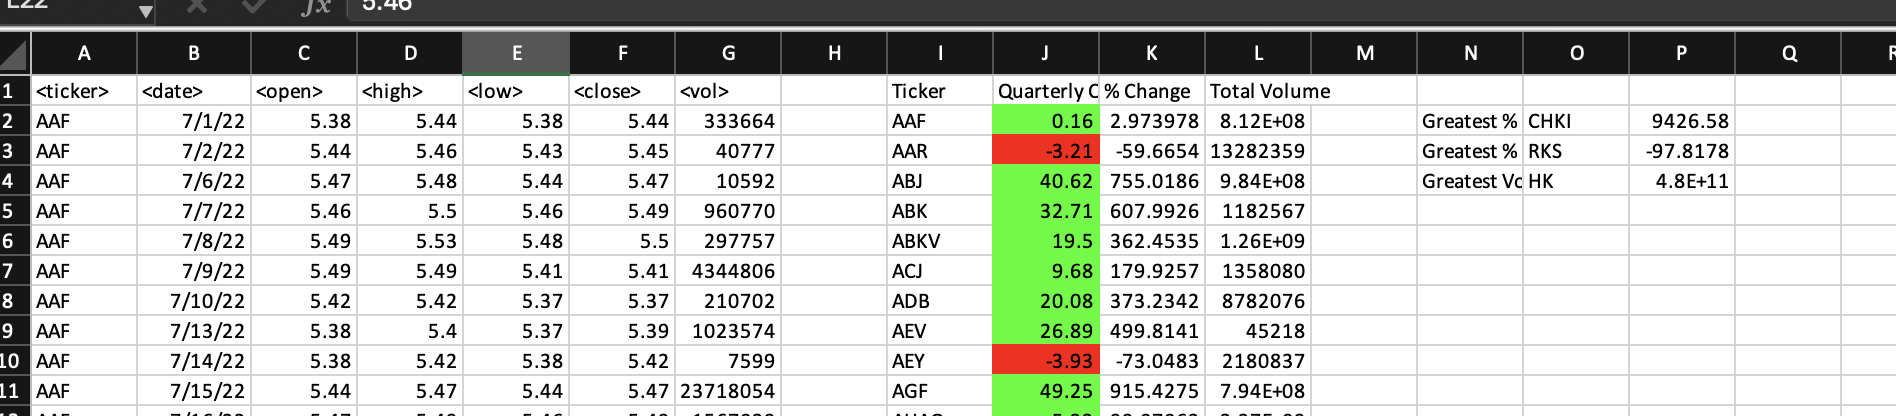 5.46
A B C D E F G H I J K L M N O P Q
1 <ticker> <date> <open> <high> <low> <close> <vol> Ticker Quarterly C % Change Total Volume
2 AAF 7/1/22 5.38 5.44 5.38 5.44 333664 AAF 0.16 2.973978 8.12E+08 Greatest % CHKI 9426.58
3 AAF 7/2/22 5.44 5.46 5.43 5.45 40777 AAR -3.21 -59.6654 13282359 Greatest % RKS -97.8178
4 AAF 7/6/22 5.47 5.48 5.44 5.47 10592 ABJ 40.62 755.0186 9.84E+08 Greatest Vo HK 4.8E+11
5 AAF 7/7/22 5.46 5.5 5.46 5.49 960770 ABK 32.71 607.9926 1182567
6 AAF 7/8/22 5.49 5.53 5.48 5.5 297757 ABKV 19.5 362.4535 1.26E+09
7 AAF 7/9/22 5.49 5.49 5.41 5.41 4344806 ACJ 9.68 179.9257 1358080
8 AAF 7/10/22 5.42 5.42 5.37 5.37 210702 ADB 20.08 373.2342 8782076
9 AAF 7/13/22 5.38 5.4 5.37 5.39 1023574 AEV 26.89 499.8141 45218
10 AAF 7/14/22 5.38 5.42 5.38 5.42 7599 AEY -3.93 -73.0483 2180837
11 AAF 7/15/22 5.44 5.47 5.44 5.47 23718054 AGF 49.25 915.4275 7.94E+08